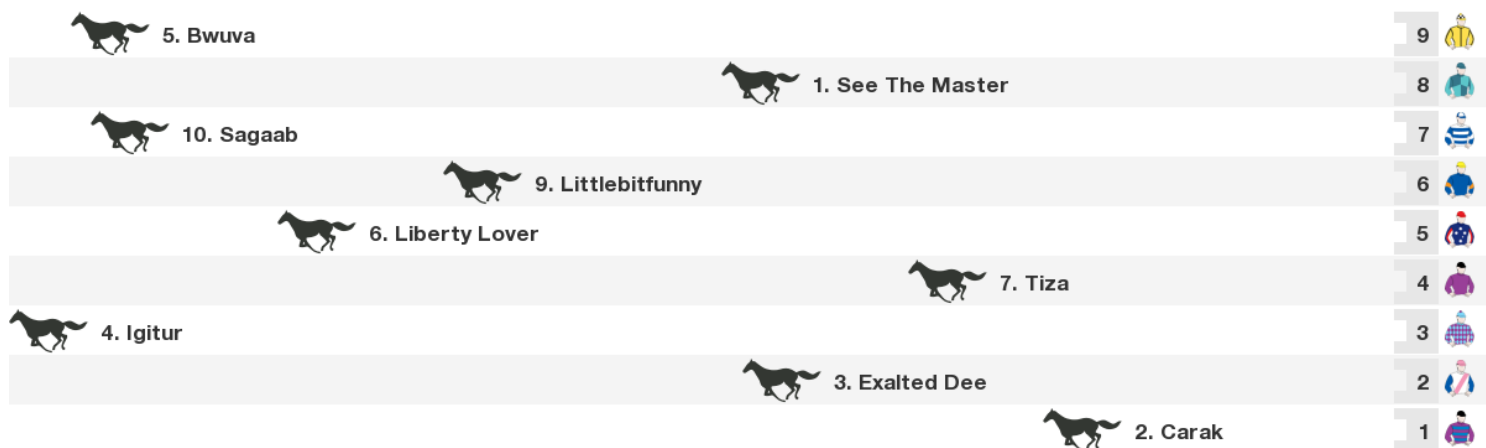 5. Bwuva 9
1. See The Master 8
10. Sagaab 7
9. Littlebitfunny 6
6. Liberty Lover 5
7. Tiza 4
4. Igitur 3
3. Exalted Dee 2
2. Carak 1